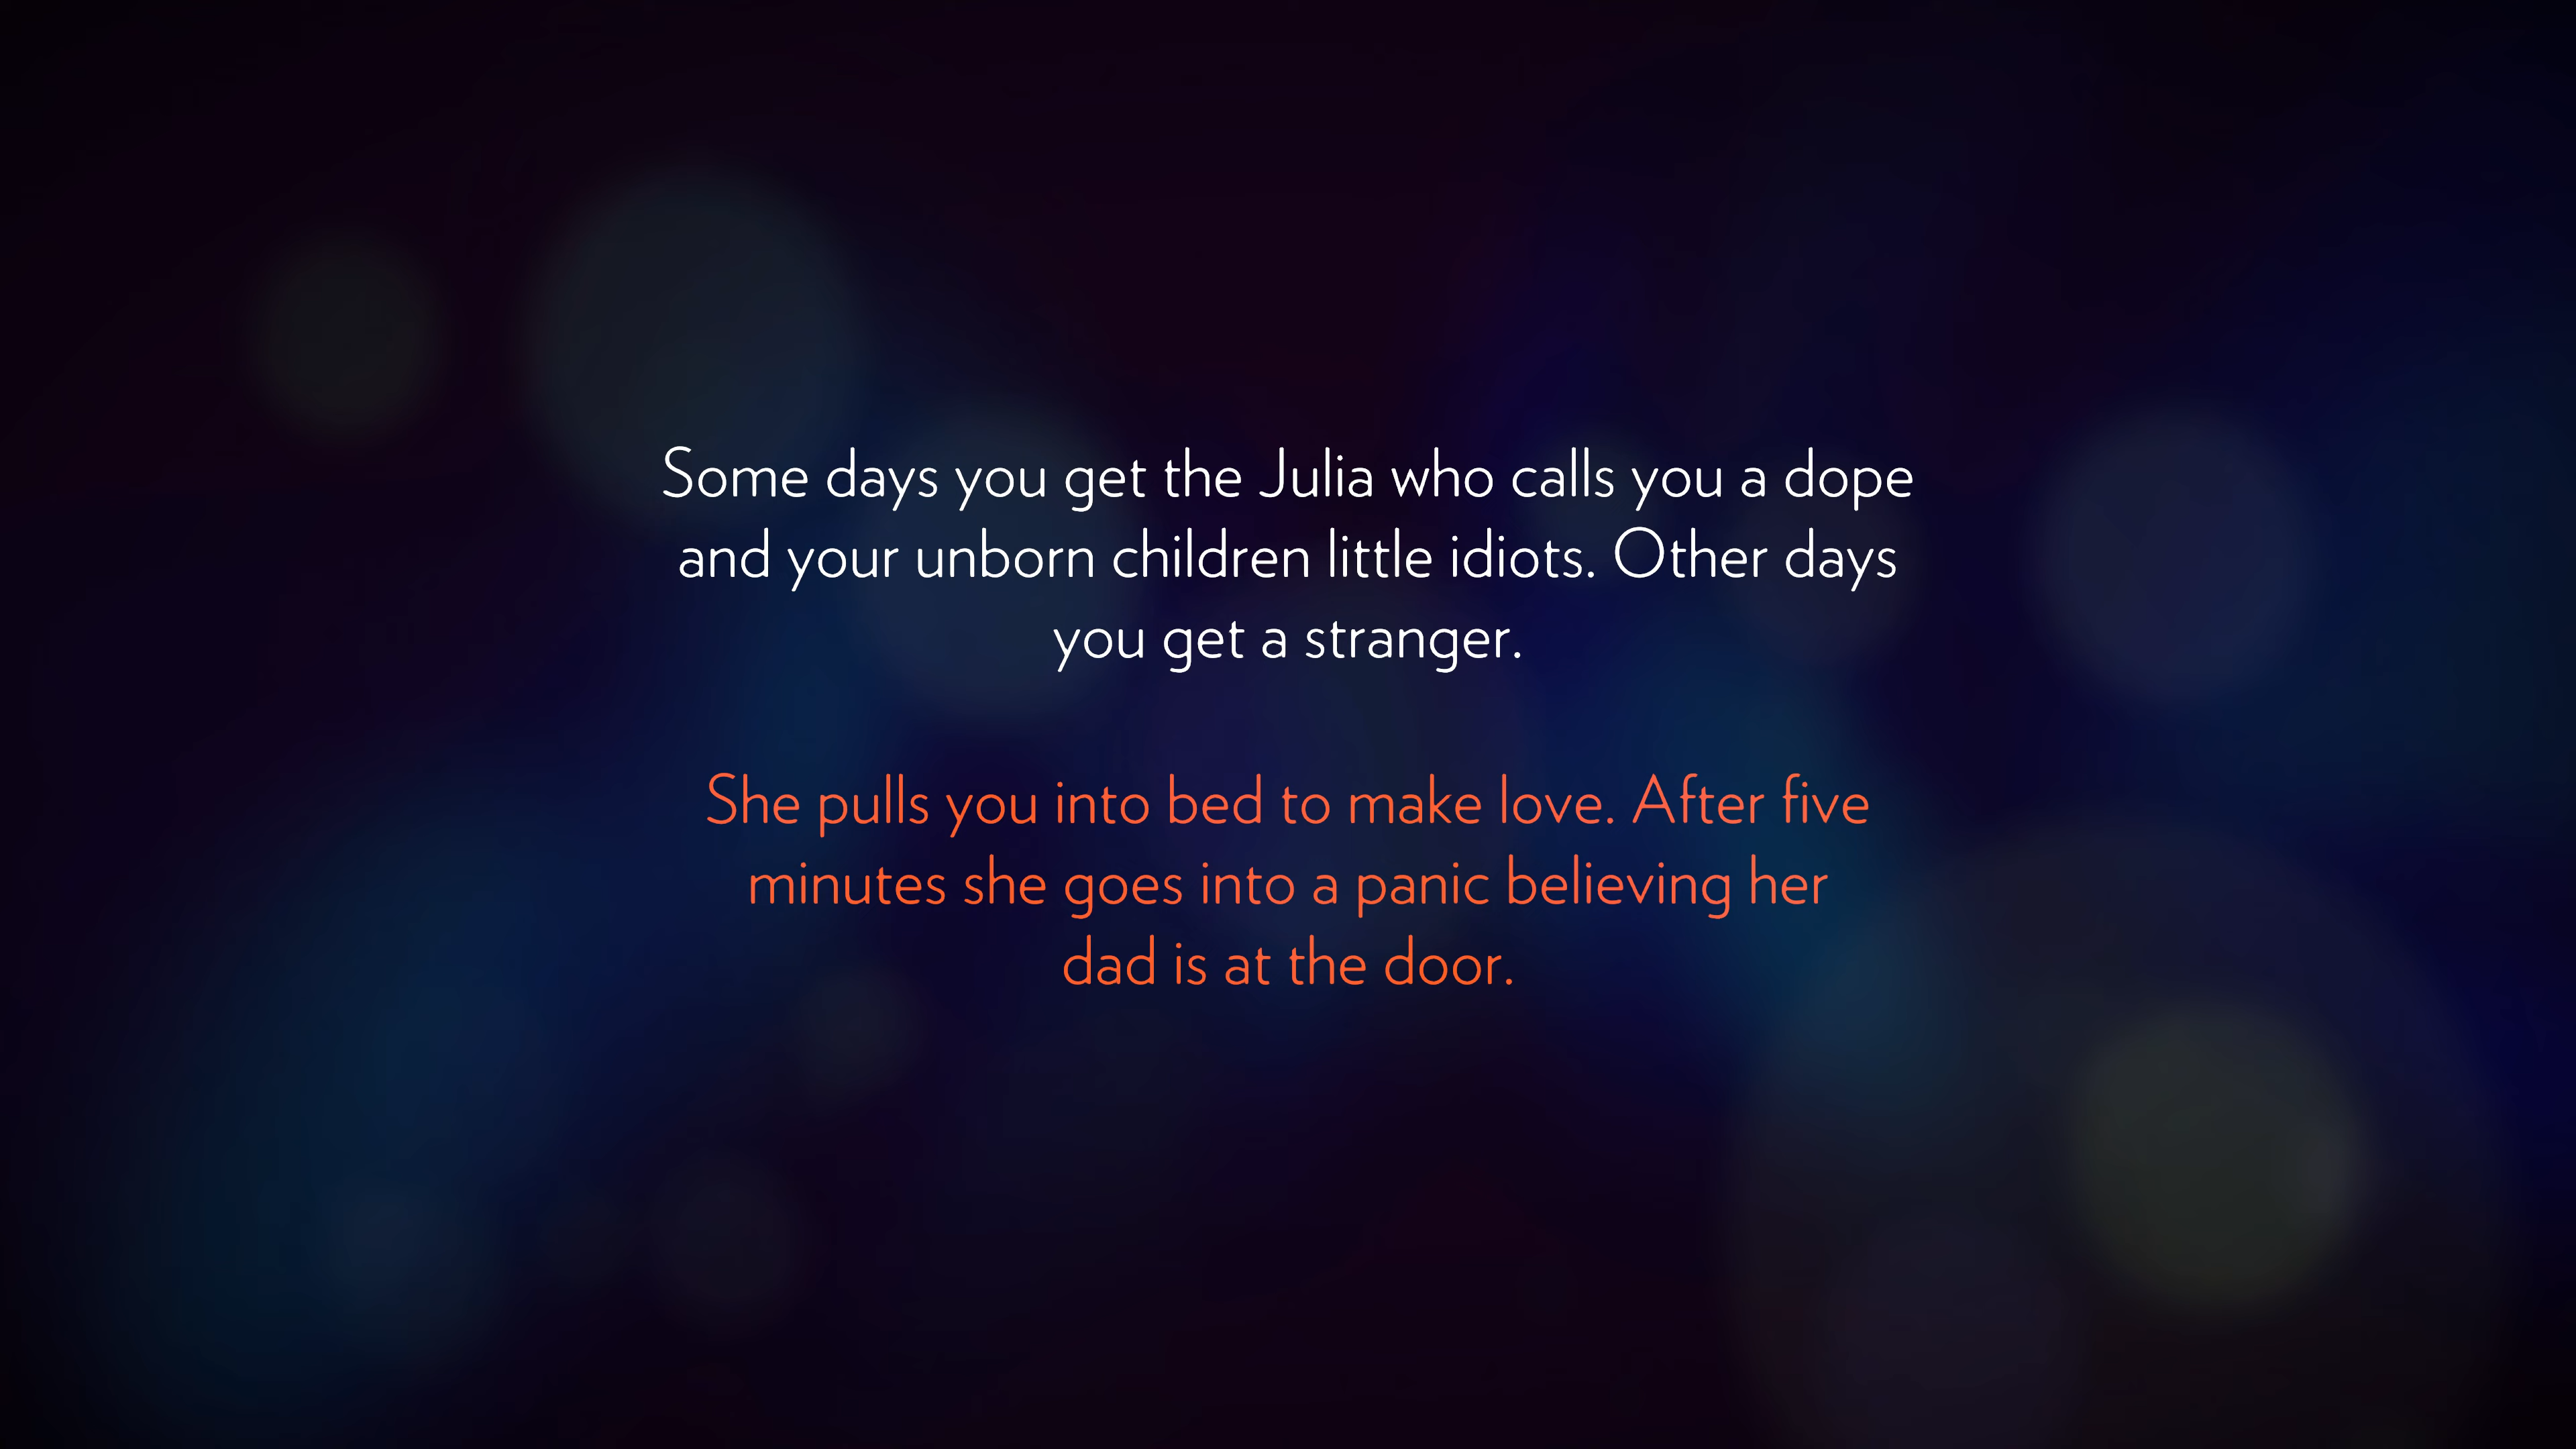 Some days you get the Julia who calls you a dope
and your unborn children little idiots. Other days
you get a stranger.
She pulls you into bed to make love. After five
minutes she goes into a panic believing her
dad is at the door.